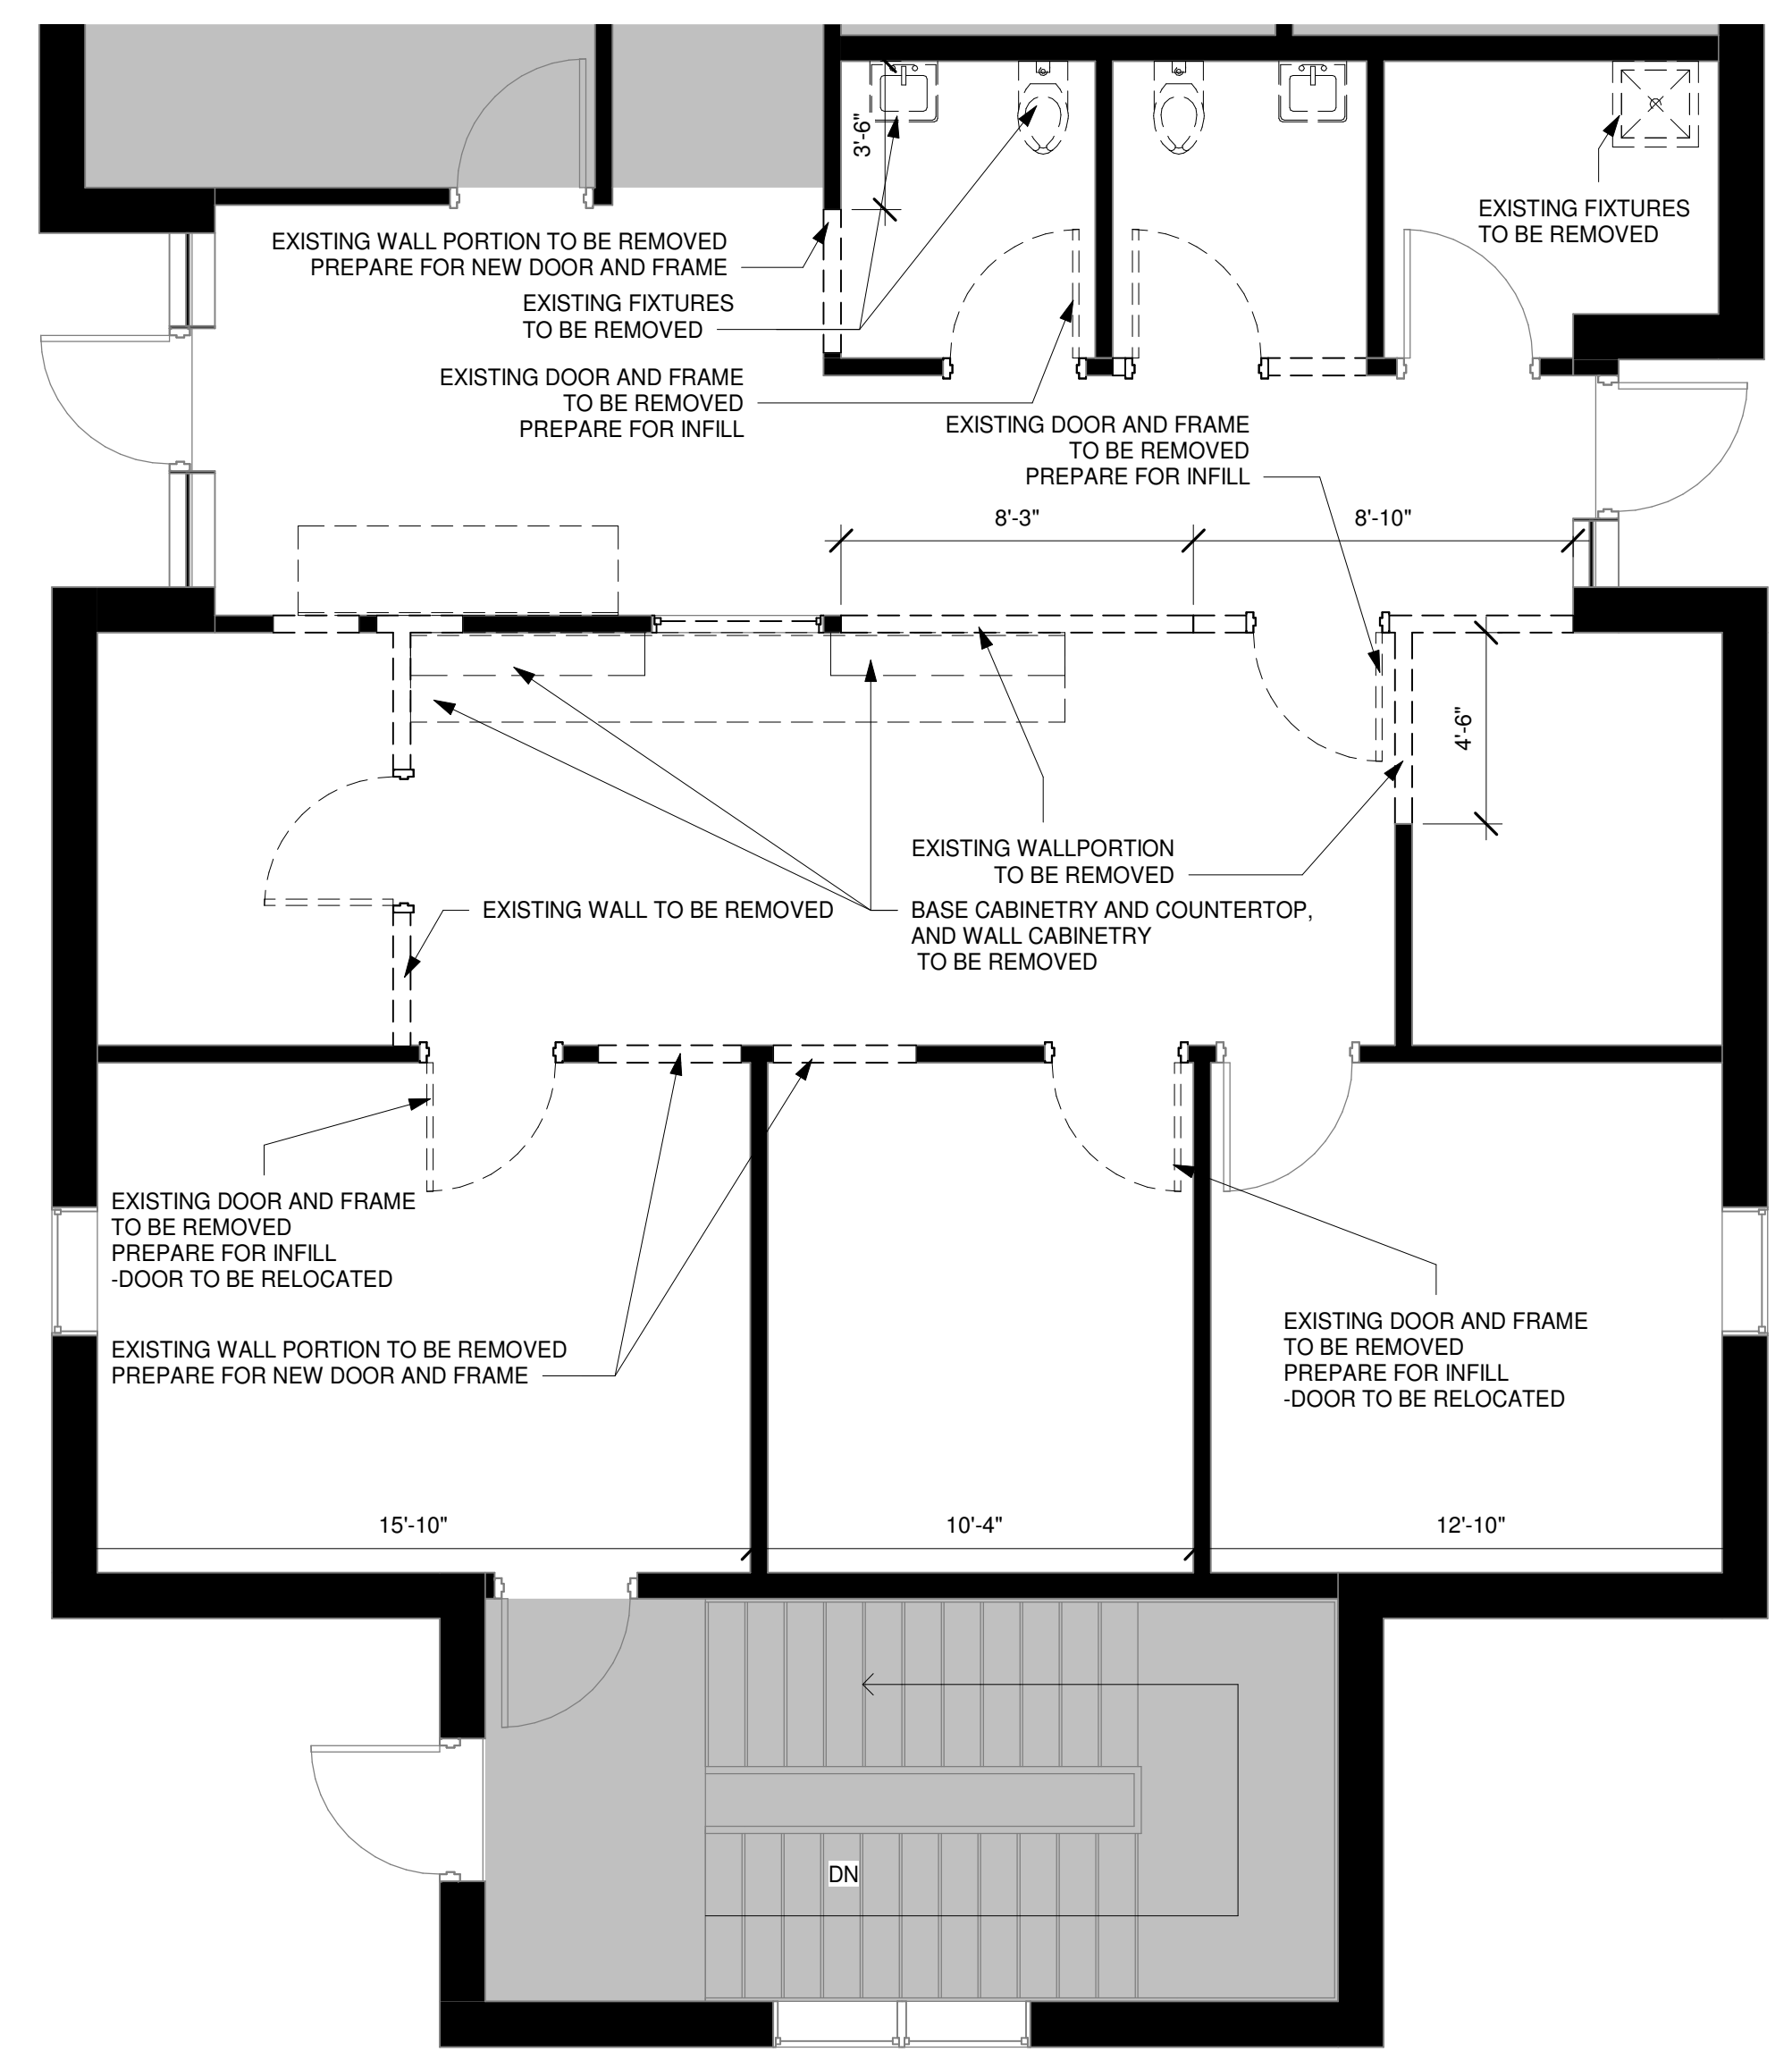 3'-6"
EXISTING FIXTURES
TO BE REMOVED
EXISTING WALL PORTION TO BE REMOVED
PREPARE FOR NEW DOOR AND FRAME
EXISTING FIXTURES
TO BE REMOVED
EXISTING DOOR AND FRAME
TO BE REMOVED
PREPARE FOR INFILL
EXISTING DOOR AND FRAME
TO BE REMOVED
PREPARE FOR INFILL
8'-3"
8'-10"
4'-6"
EXISTING WALLPORTION
TO BE REMOVED
EXISTING WALL TO BE REMOVED
BASE CABINETRY AND COUNTERTOP,
AND WALL CABINETRY
TO BE REMOVED
EXISTING DOOR AND FRAME
TO BE REMOVED
PREPARE FOR INFILL
-DOOR TO BE RELOCATED
EXISTING WALL PORTION TO BE REMOVED
PREPARE FOR NEW DOOR AND FRAME
EXISTING DOOR AND FRAME
TO BE REMOVED
PREPARE FOR INFILL
-DOOR TO BE RELOCATED
15'-10"
10'-4"
12'-10"
DN